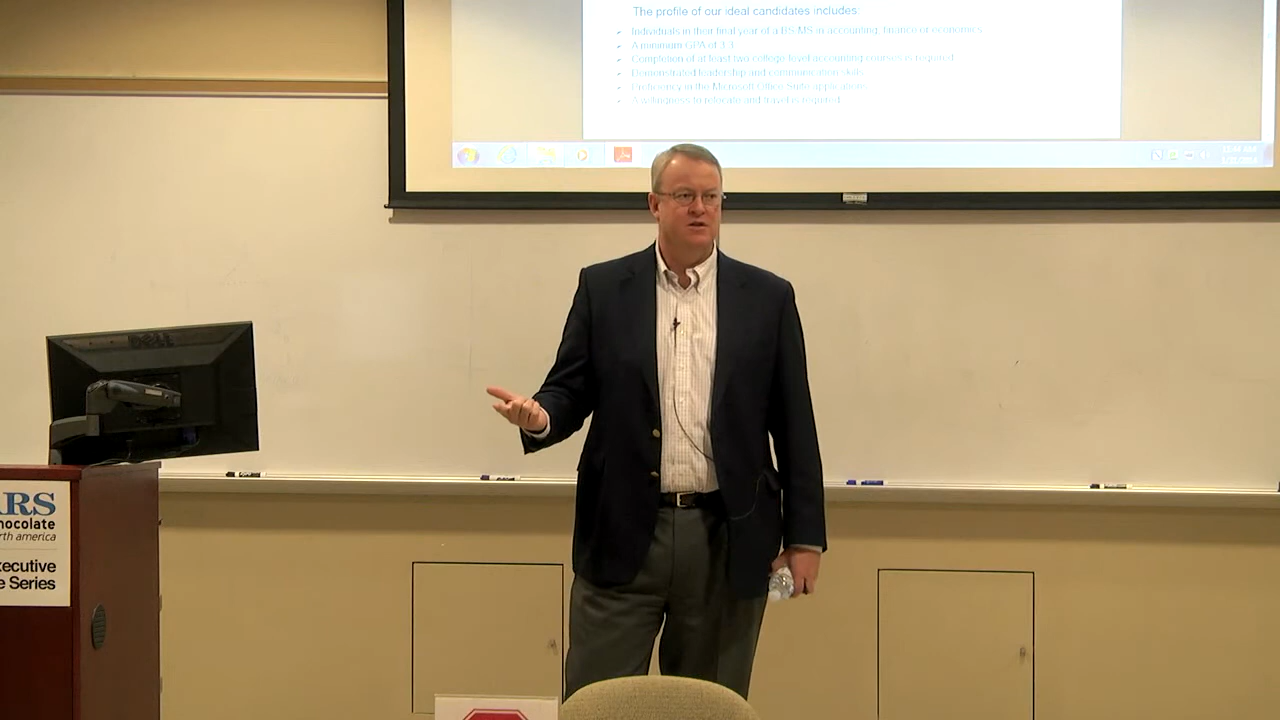 The profile of our ideal candidates includes:
Individuals in their final year of a BS-MS in accounting, finance or economics
A minimum GPA of 3.3
Completion of at least two college level accounting courses is required
Demonstrated leadership and communication skills
Proficiency in the Microsoft Office Suite applications
A willingness to relocate and travel is required
DELL
ARS
hocolate
rth america
xecutive
e Series